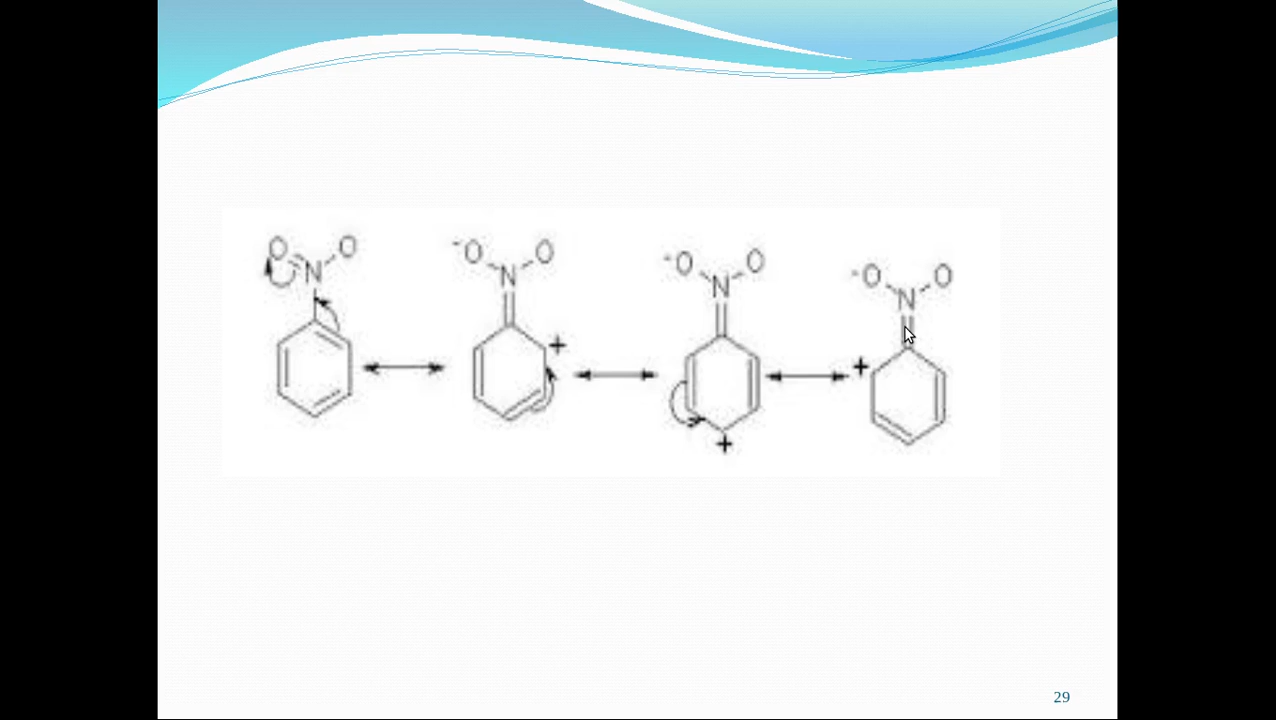 O O -O O -O O -O O
N N N N
+ + +
+
29